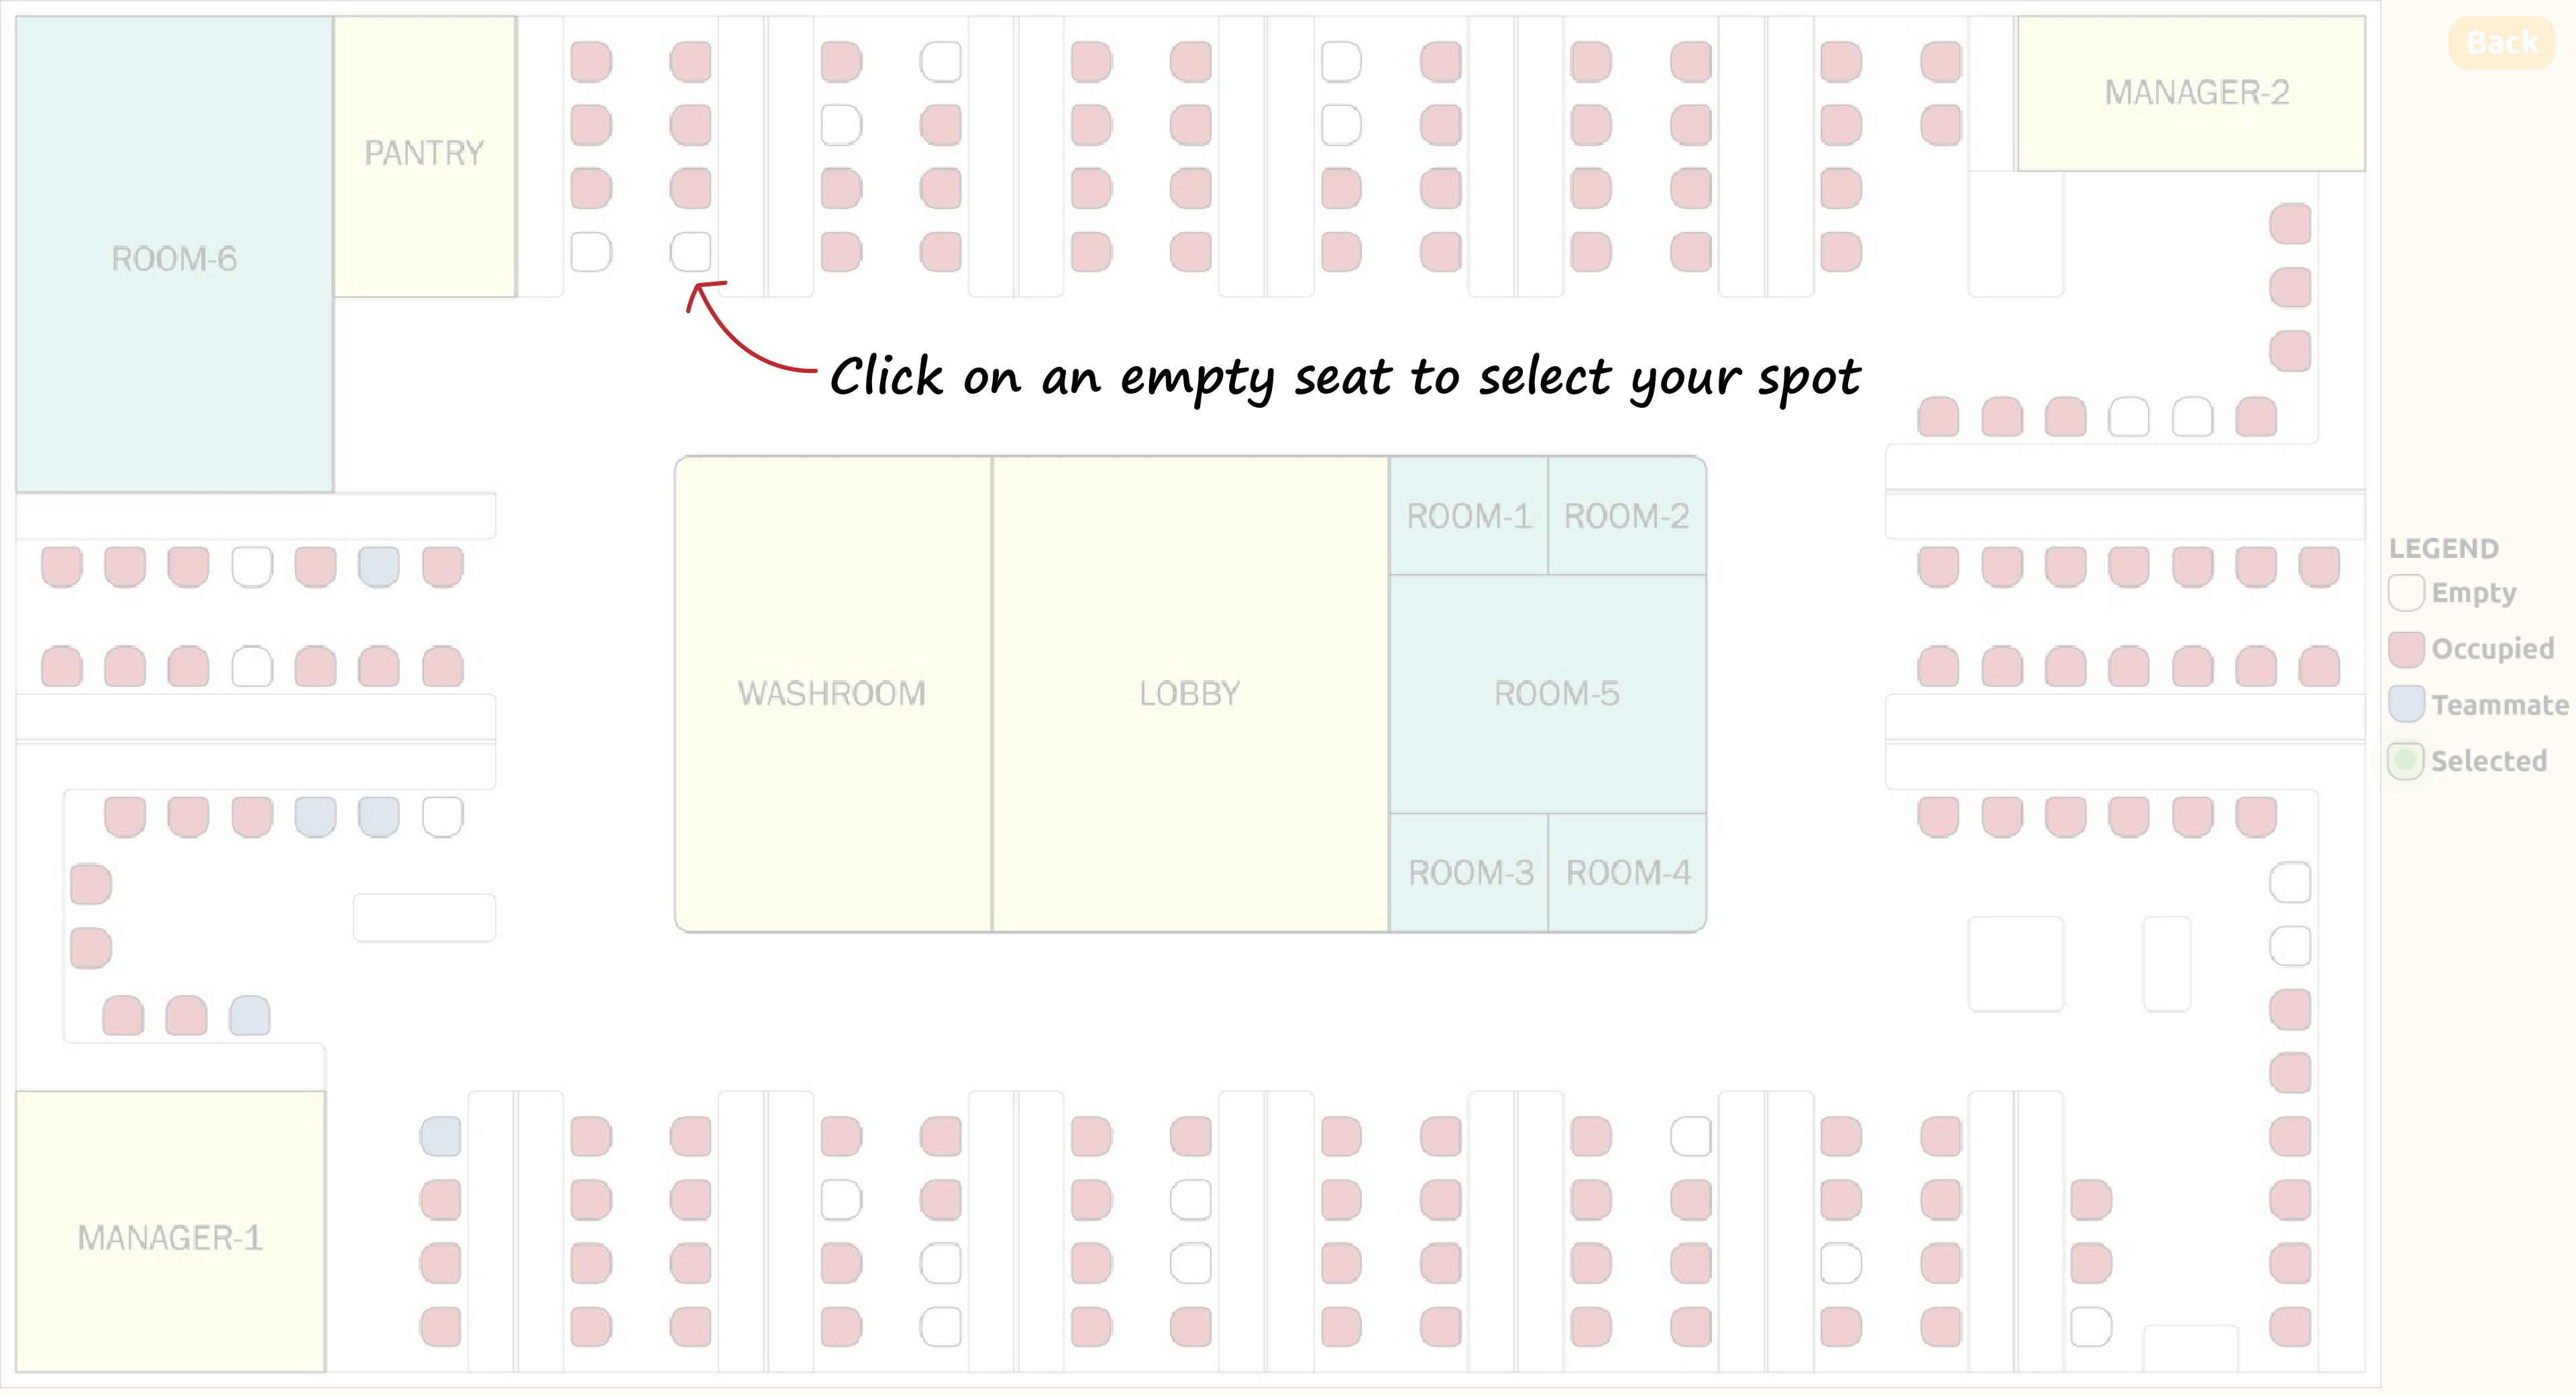 Back
MANAGER-2
PANTRY
ROOM-6
Click on an empty seat to select your spot
ROOM-1
ROOM-2
LEGEND
Empty
Occupied
Teammate
Selected
WASHROOM
LOBBY
ROOM-5
ROOM-3
ROOM-4
MANAGER-1